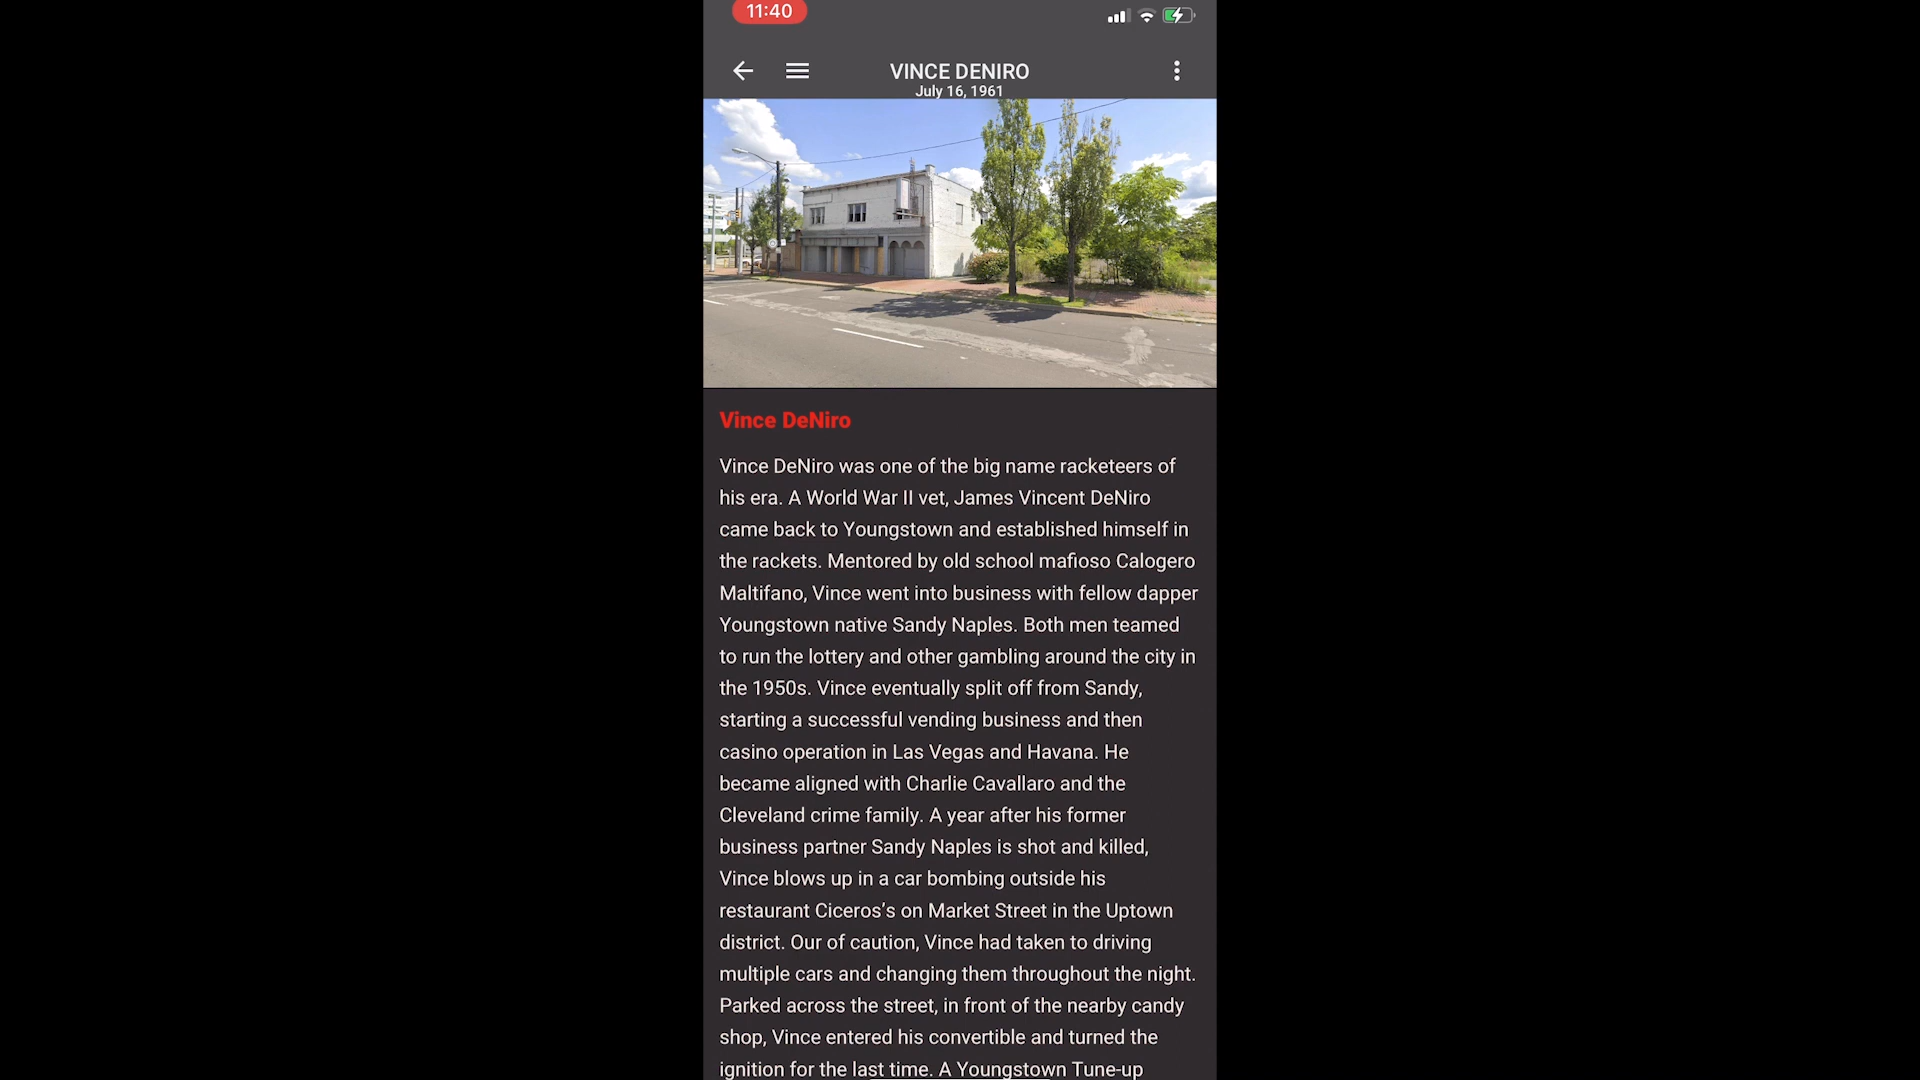 11:40
VINCE DENIRO
July 16, 1961
Vince DeNiro
Vince DeNiro was one of the big name racketeers of
his era. A World War II vet, James Vincent DeNiro
came back to Youngstown and established himself in
the rackets. Mentored by old school mafioso Calogero
Maltifano, Vince went into business with fellow dapper
Youngstown native Sandy Naples. Both men teamed
to run the lottery and other gambling around the city in
the 1950s. Vince eventually split off from Sandy,
starting a successful vending business and then
casino operation in Las Vegas and Havana. He
became aligned with Charlie Cavallaro and the
Cleveland crime family. A year after his former
business partner Sandy Naples is shot and killed,
Vince blows up in a car bombing outside his
restaurant Ciceros’s on Market Street in the Uptown
district. Our of caution, Vince had taken to driving
multiple cars and changing them throughout the night.
Parked across the street, in front of the nearby candy
shop, Vince entered his convertible and turned the
ignition for the last time. A Youngstown Tune-up